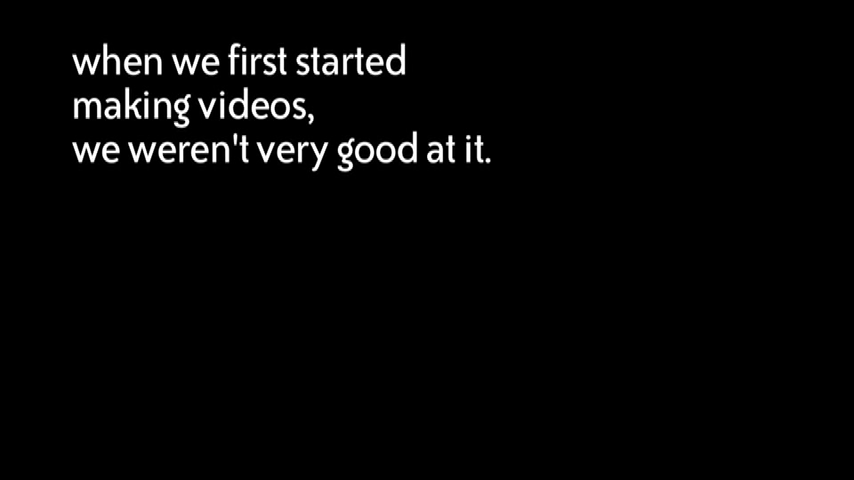 when we first started
making videos,
we weren't very good at it.